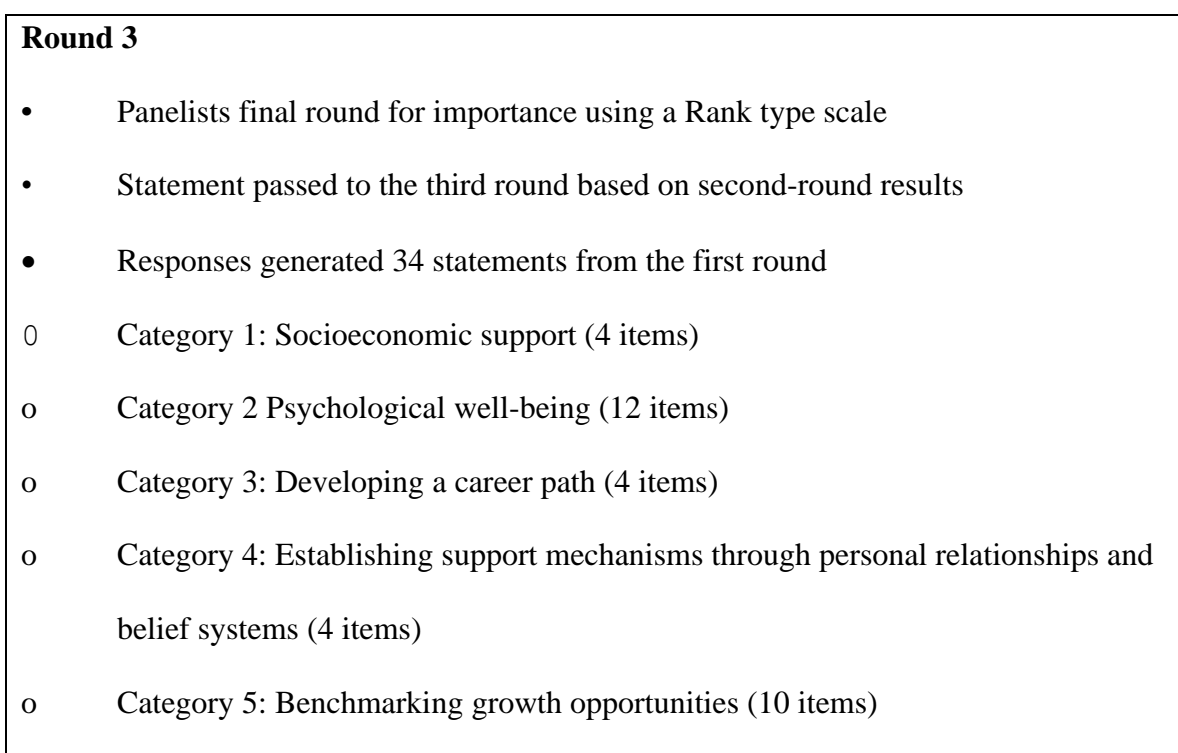 Round 3
• Panelists final round for importance using a Rank type scale
• Statement passed to the third round based on second-round results
• Responses generated 34 statements from the first round
0 Category 1: Socioeconomic support (4 items)
o Category 2 Psychological well-being (12 items)
o Category 3: Developing a career path (4 items)
o Category 4: Establishing support mechanisms through personal relationships and
belief systems (4 items)
o Category 5: Benchmarking growth opportunities (10 items)